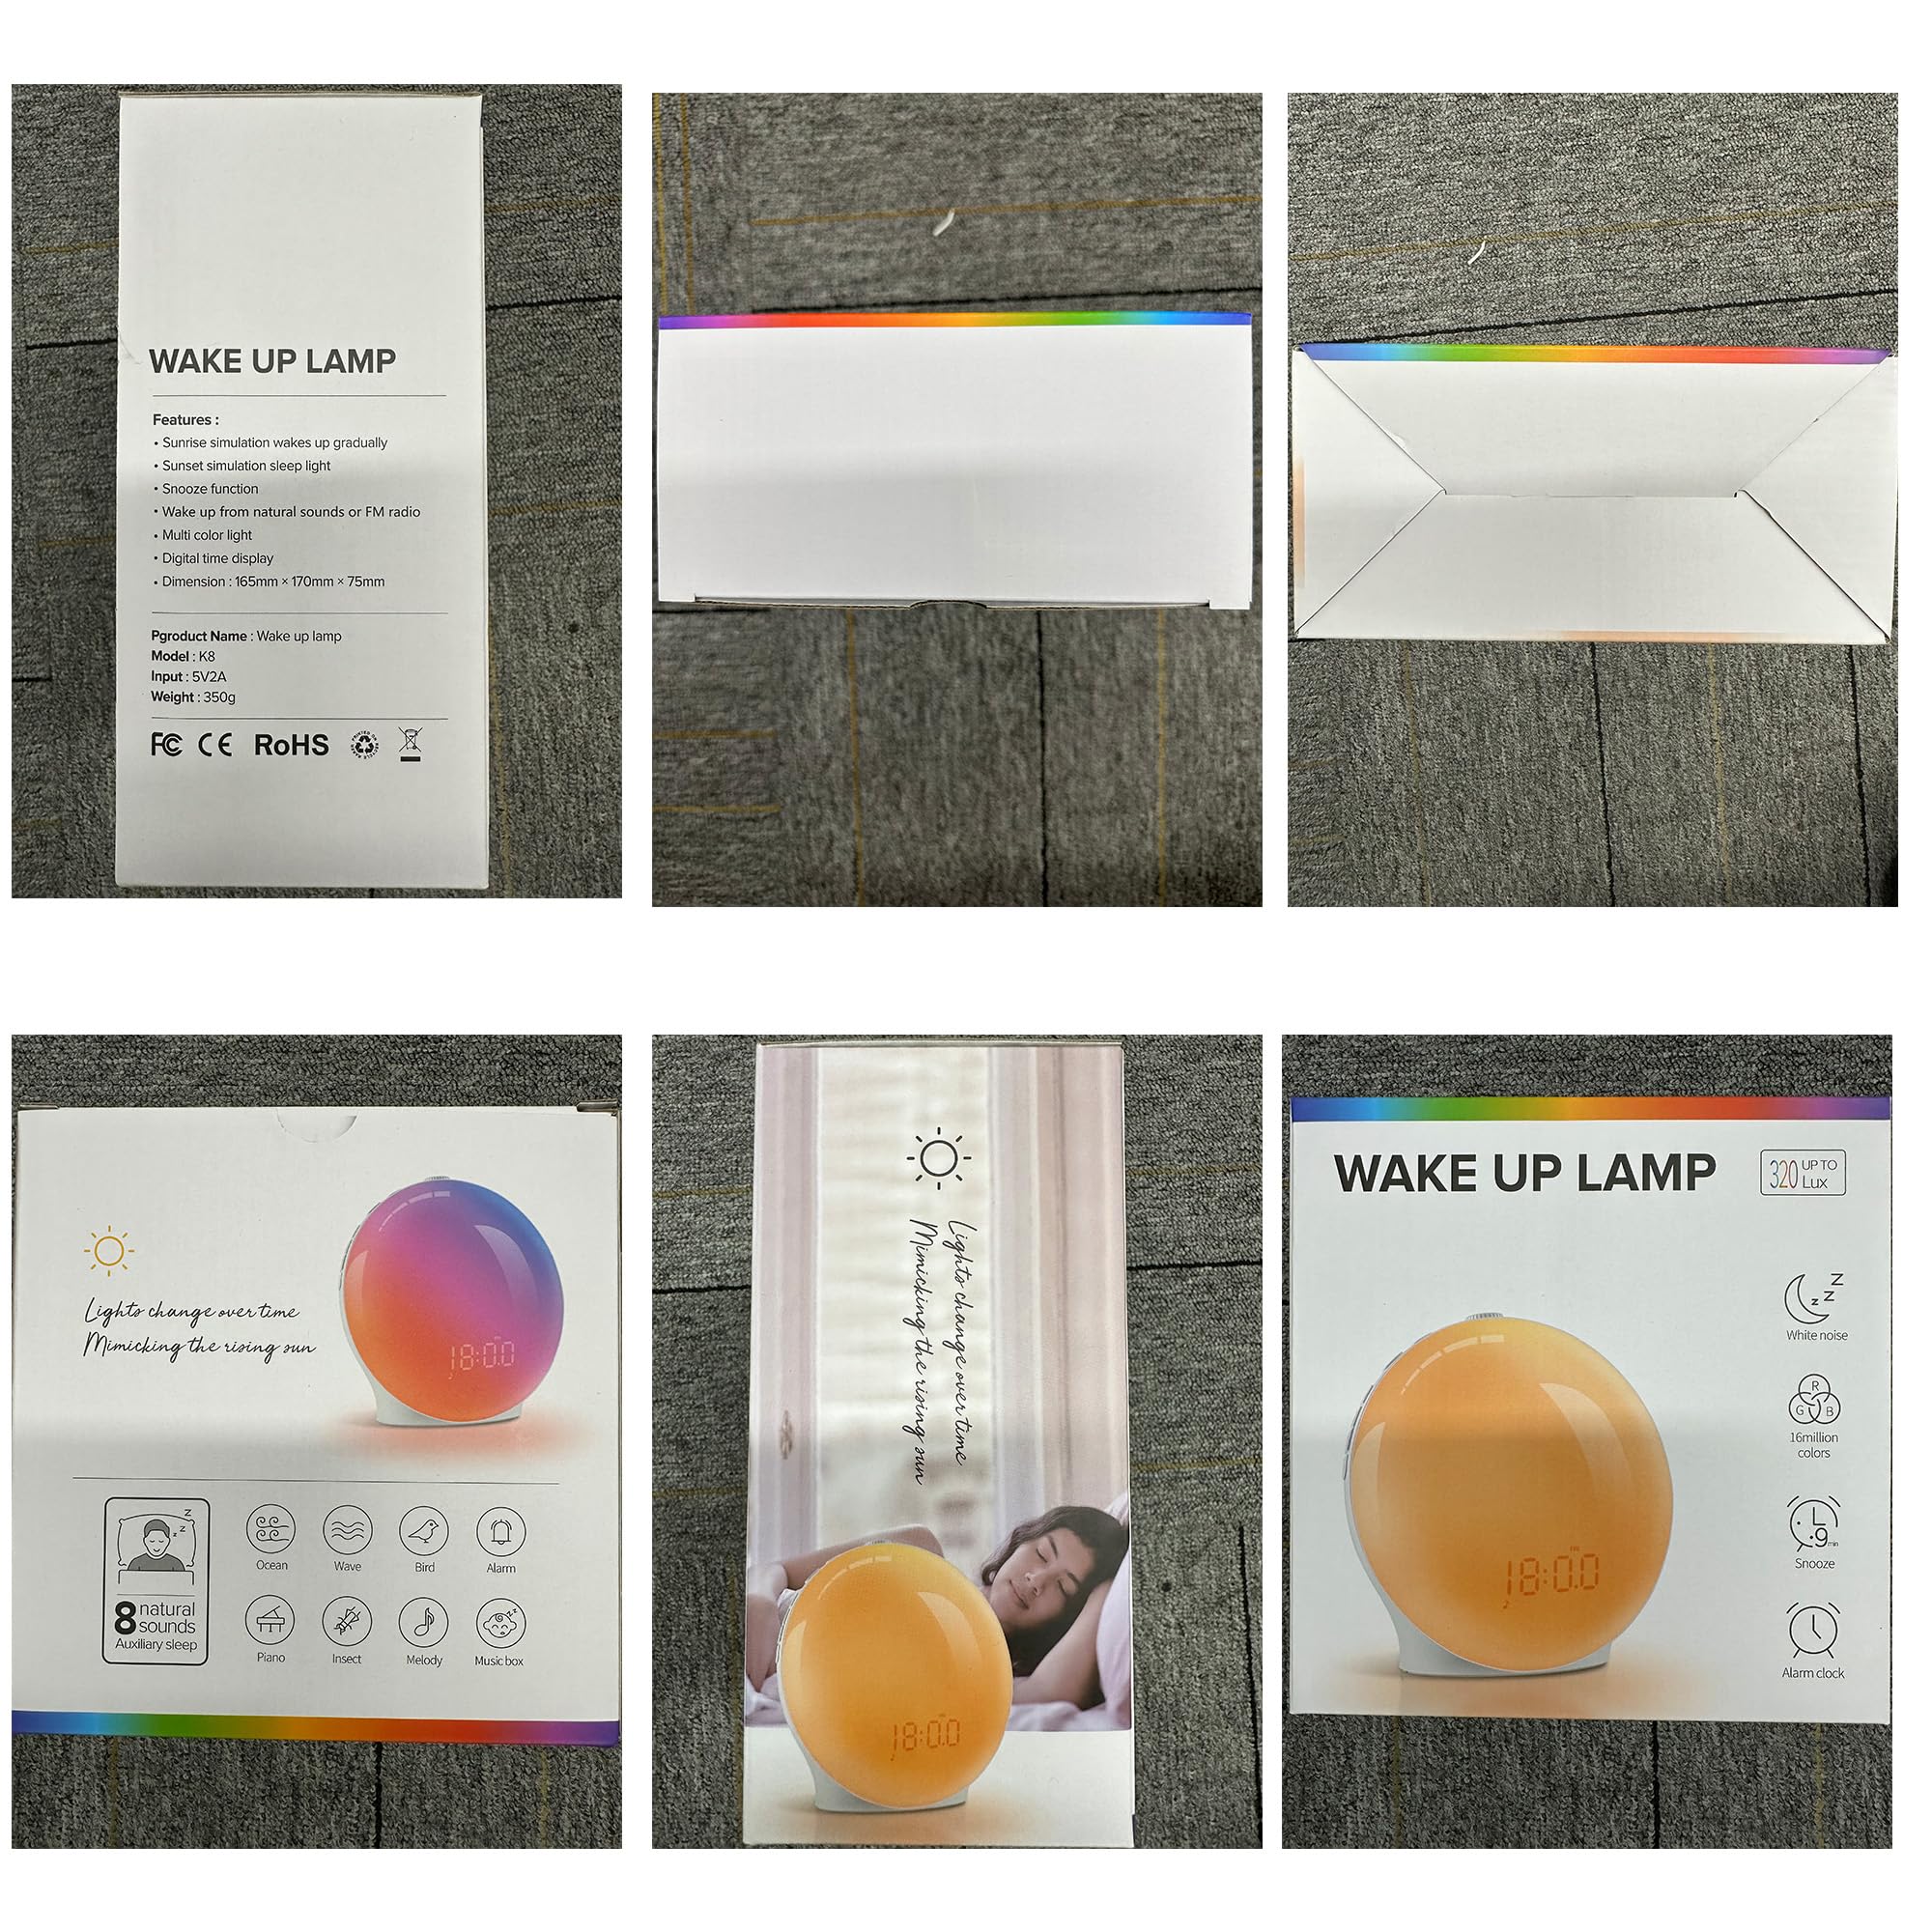 WAKE UP LAMP
Features :
• Sunrise simulation wakes up gradually
• Sunset simulation sleep light
• Snooze function
• Wake up from natural sounds or FM radio
• Multi color light
• Digital time display
• Dimension : 165mm × 170mm × 75mm
Pgroduct Name : Wake up lamp
Model : K8
Input : 5V2A
Weight : 350g
FC CE RoHS
Lights change over time
Mimicking the rising sun
18:00
z z z
8 natural sounds
Auxiliary sleep
Ocean
Wave
Bird
Alarm
Piano
Insect
Melody
Music box
Lights change over time
Mimicking the rising sun
18:00
WAKE UP LAMP
320 UP TO Lux
z z z
White noise
R
G B
16million
colors
9min
Snooze
Alarm clock
18:00